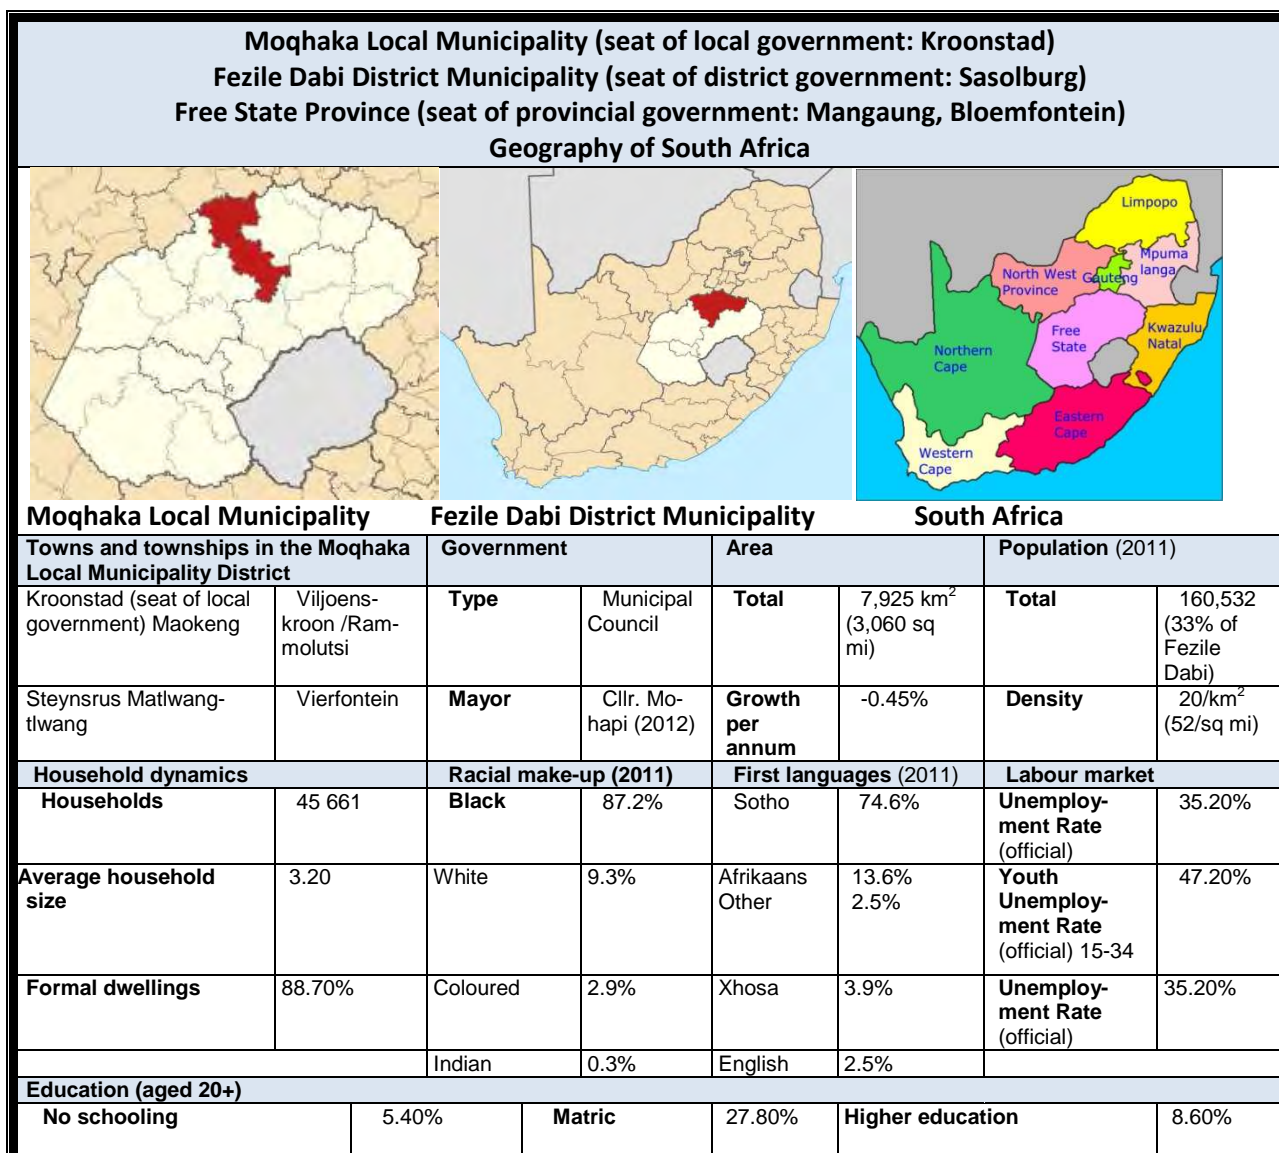 Moqhaka Local Municipality (seat of local government: Kroonstad)
Fezile Dabi District Municipality (seat of district government: Sasolburg)
Free State Province (seat of provincial government: Mangaung, Bloemfontein)
Geography of South Africa
Limpopo
Mpuma
langa
North West
Province
Gauteng
Free
State
Kwazulu
Natal
Northern
Cape
Eastern
Cape
Western
Cape
Moqhaka Local Municipality Fezile Dabi District Municipality South Africa
Towns and townships in the Moqhaka
Local Municipality District
Government
Area
Population (2011)
Kroonstad (seat of local
government) Maokeng
Viljoens-
kroon /Ram-
molutsi
Type
Municipal
Council
Total
7,925 km²
(3,060 sq
mi)
Total
160,532
(33% of
Fezile
Dabi)
Steynsrus Matlwang-
tlwang
Vierfontein
Mayor
Cllr. Mo-
hapi (2012)
Growth
per
annum
-0.45%
Density
20/km²
(52/sq mi)
Household dynamics
Racial make-up (2011)
First languages (2011)
Labour market
Households
45 661
Black
87.2%
Sotho
74.6%
Unemploy-
ment Rate
(official)
35.20%
Average household
size
3.20
White
9.3%
Afrikaans
Other
13.6%
2.5%
Youth
Unemploy-
ment Rate
(official) 15-34
47.20%
Formal dwellings
88.70%
Coloured
2.9%
Xhosa
3.9%
Unemploy-
ment Rate
(official)
35.20%
Indian
0.3%
English
2.5%
Education (aged 20+)
No schooling
5.40%
Matric
27.80%
Higher education
8.60%